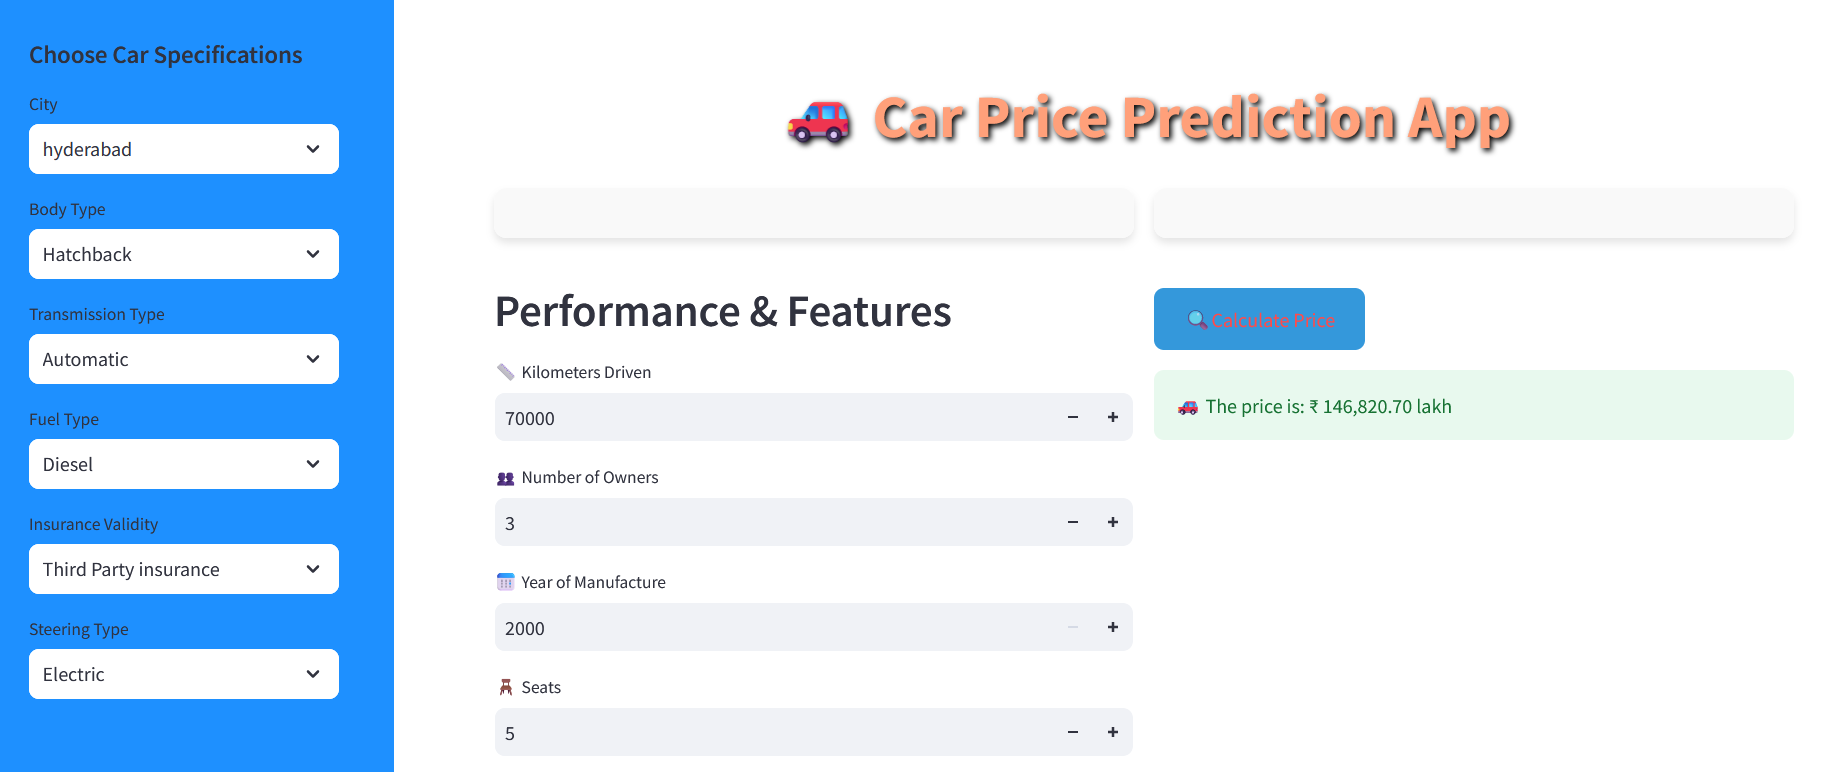 Choose Car Specifications
City
hyderabad
Body Type
Hatchback
Transmission Type
Automatic
Fuel Type
Diesel
Insurance Validity
Third Party insurance
Steering Type
Electric
Car Price Prediction App
Performance & Features
Kilometers Driven
70000
Number of Owners
3
Year of Manufacture
2000
Seats
5
Calculate Price
The price is: ₹ 146,820.70 lakh